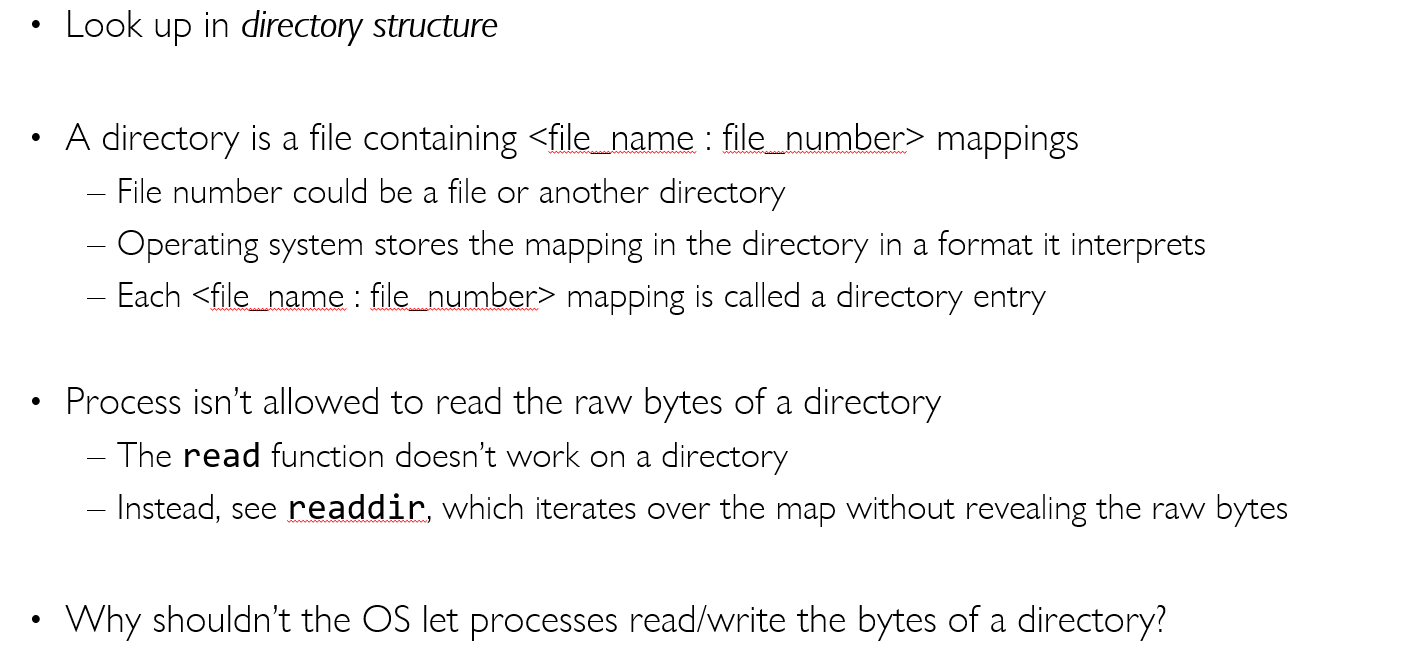 • Look up in directory structure
• A directory is a file containing <file_name : file_number> mappings
– File number could be a file or another directory
– Operating system stores the mapping in the directory in a format it interprets
– Each <file_name : file_number> mapping is called a directory entry
• Process isn’t allowed to read the raw bytes of a directory
– The read function doesn’t work on a directory
– Instead, see readdir, which iterates over the map without revealing the raw bytes
• Why shouldn’t the OS let processes read/write the bytes of a directory?